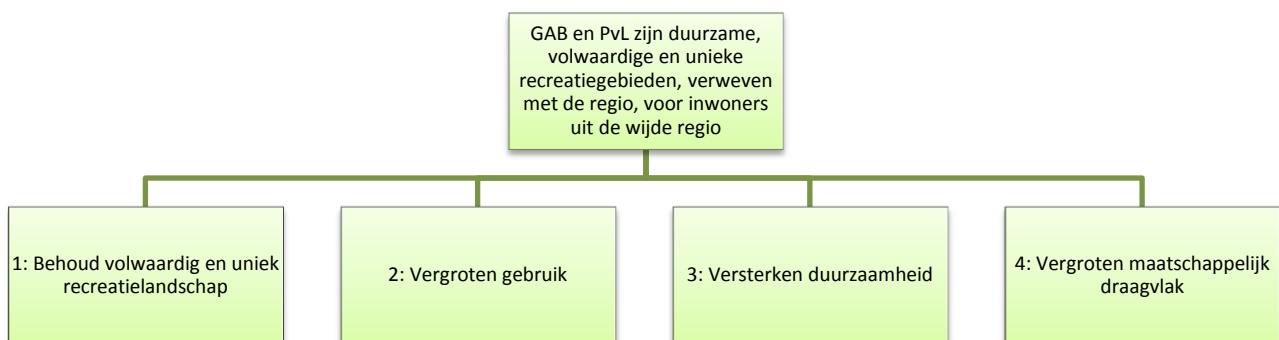 GAB en PvL zijn duurzame,
volwaardige en unieke
recreatiegebieden, verweven
met de regio, voor inwoners
uit de wijde regio
1: Behoud volwaardig en uniek
recreatielandschap
2: Vergroten gebruik
3: Versterken duurzaamheid
4: Vergroten maatschappelijk
draagvlak